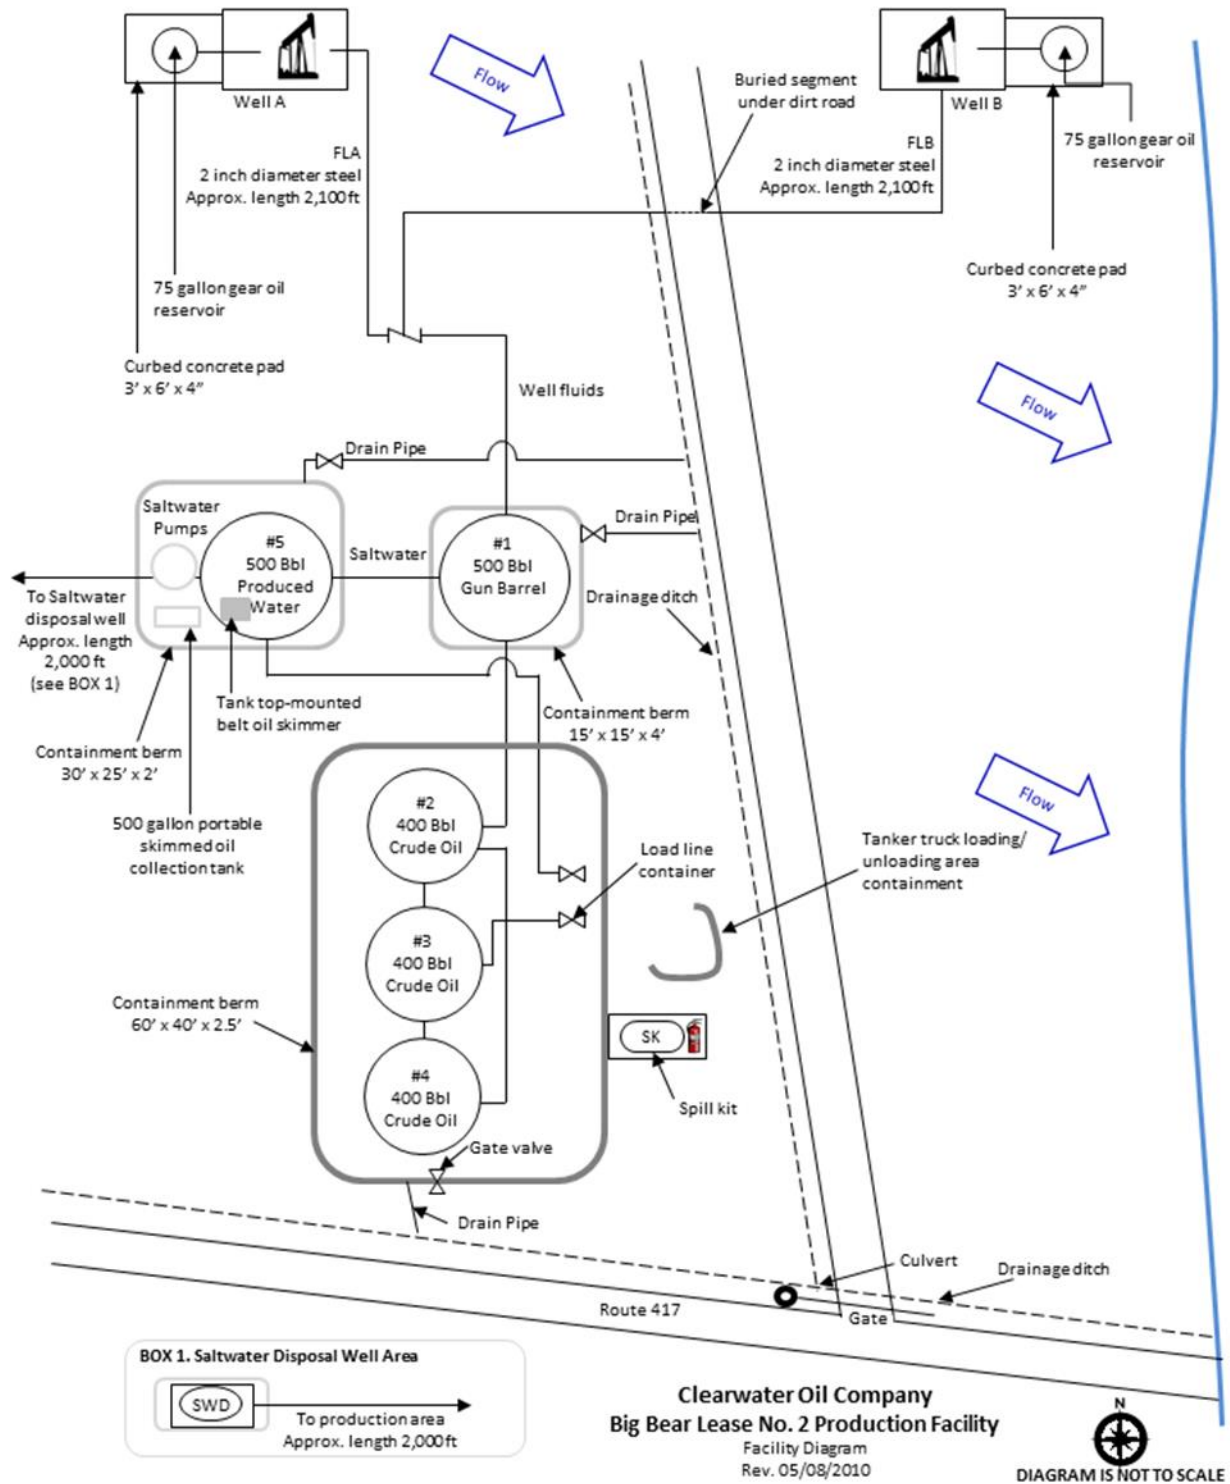 Well A
Flow
Buried segment
under dirt road
Well B
75 gallon gear oil
reservoir
FLA
2 inch diameter steel
Approx. length 2,100ft
FLB
2 inch diameter steel
Approx. length 2,100ft
75 gallon gear oil
reservoir
Curbed concrete pad
3' x 6' x 4"
Curbed concrete pad
3' x 6' x 4"
Well fluids
Flow
Drain Pipe
Saltwater
Pumps
#5
500 Bbl
Produced
Water
Saltwater
#1
500 Bbl
Gun Barrel
Drain Pipe
Drainage ditch
To Saltwater
disposal well
Approx. length
2,000 ft
(see BOX 1)
Tank top-mounted
belt oil skimmer
Containment berm
15' x 15' x 4'
Containment berm
30' x 25' x 2'
500 gallon portable
skimmed oil
collection tank
#2
400 Bbl
Crude Oil
Load line
container
Flow
Tanker truck loading/
unloading area
containment
#3
400 Bbl
Crude Oil
Containment berm
60' x 40' x 2.5'
#4
400 Bbl
Crude Oil
SK
Spill kit
Gate valve
Drain Pipe
Culvert
Drainage ditch
Route 417
Gate
BOX 1. Saltwater Disposal Well Area
SWD
To production area
Approx. length 2,000ft
Clearwater Oil Company
Big Bear Lease No. 2 Production Facility
Facility Diagram
Rev. 05/08/2010
N
DIAGRAM IS NOT TO SCALE